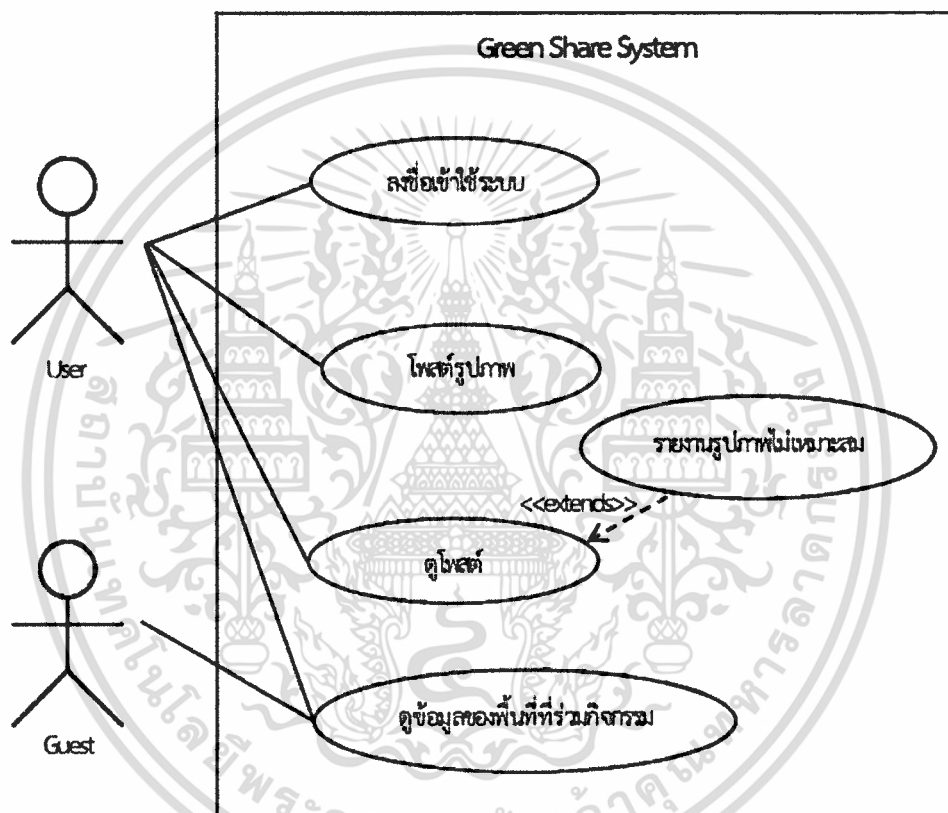 Green Share System
ลงชื่อเข้าใช้ระบบ
User
โพสต์รูปภาพ
รายงานรูปภาพไม่เหมาะสม
<<extends>>
ดูโพสต์
ดูข้อมูลของพื้นที่ที่ร่วมกิจกรรม
Guest